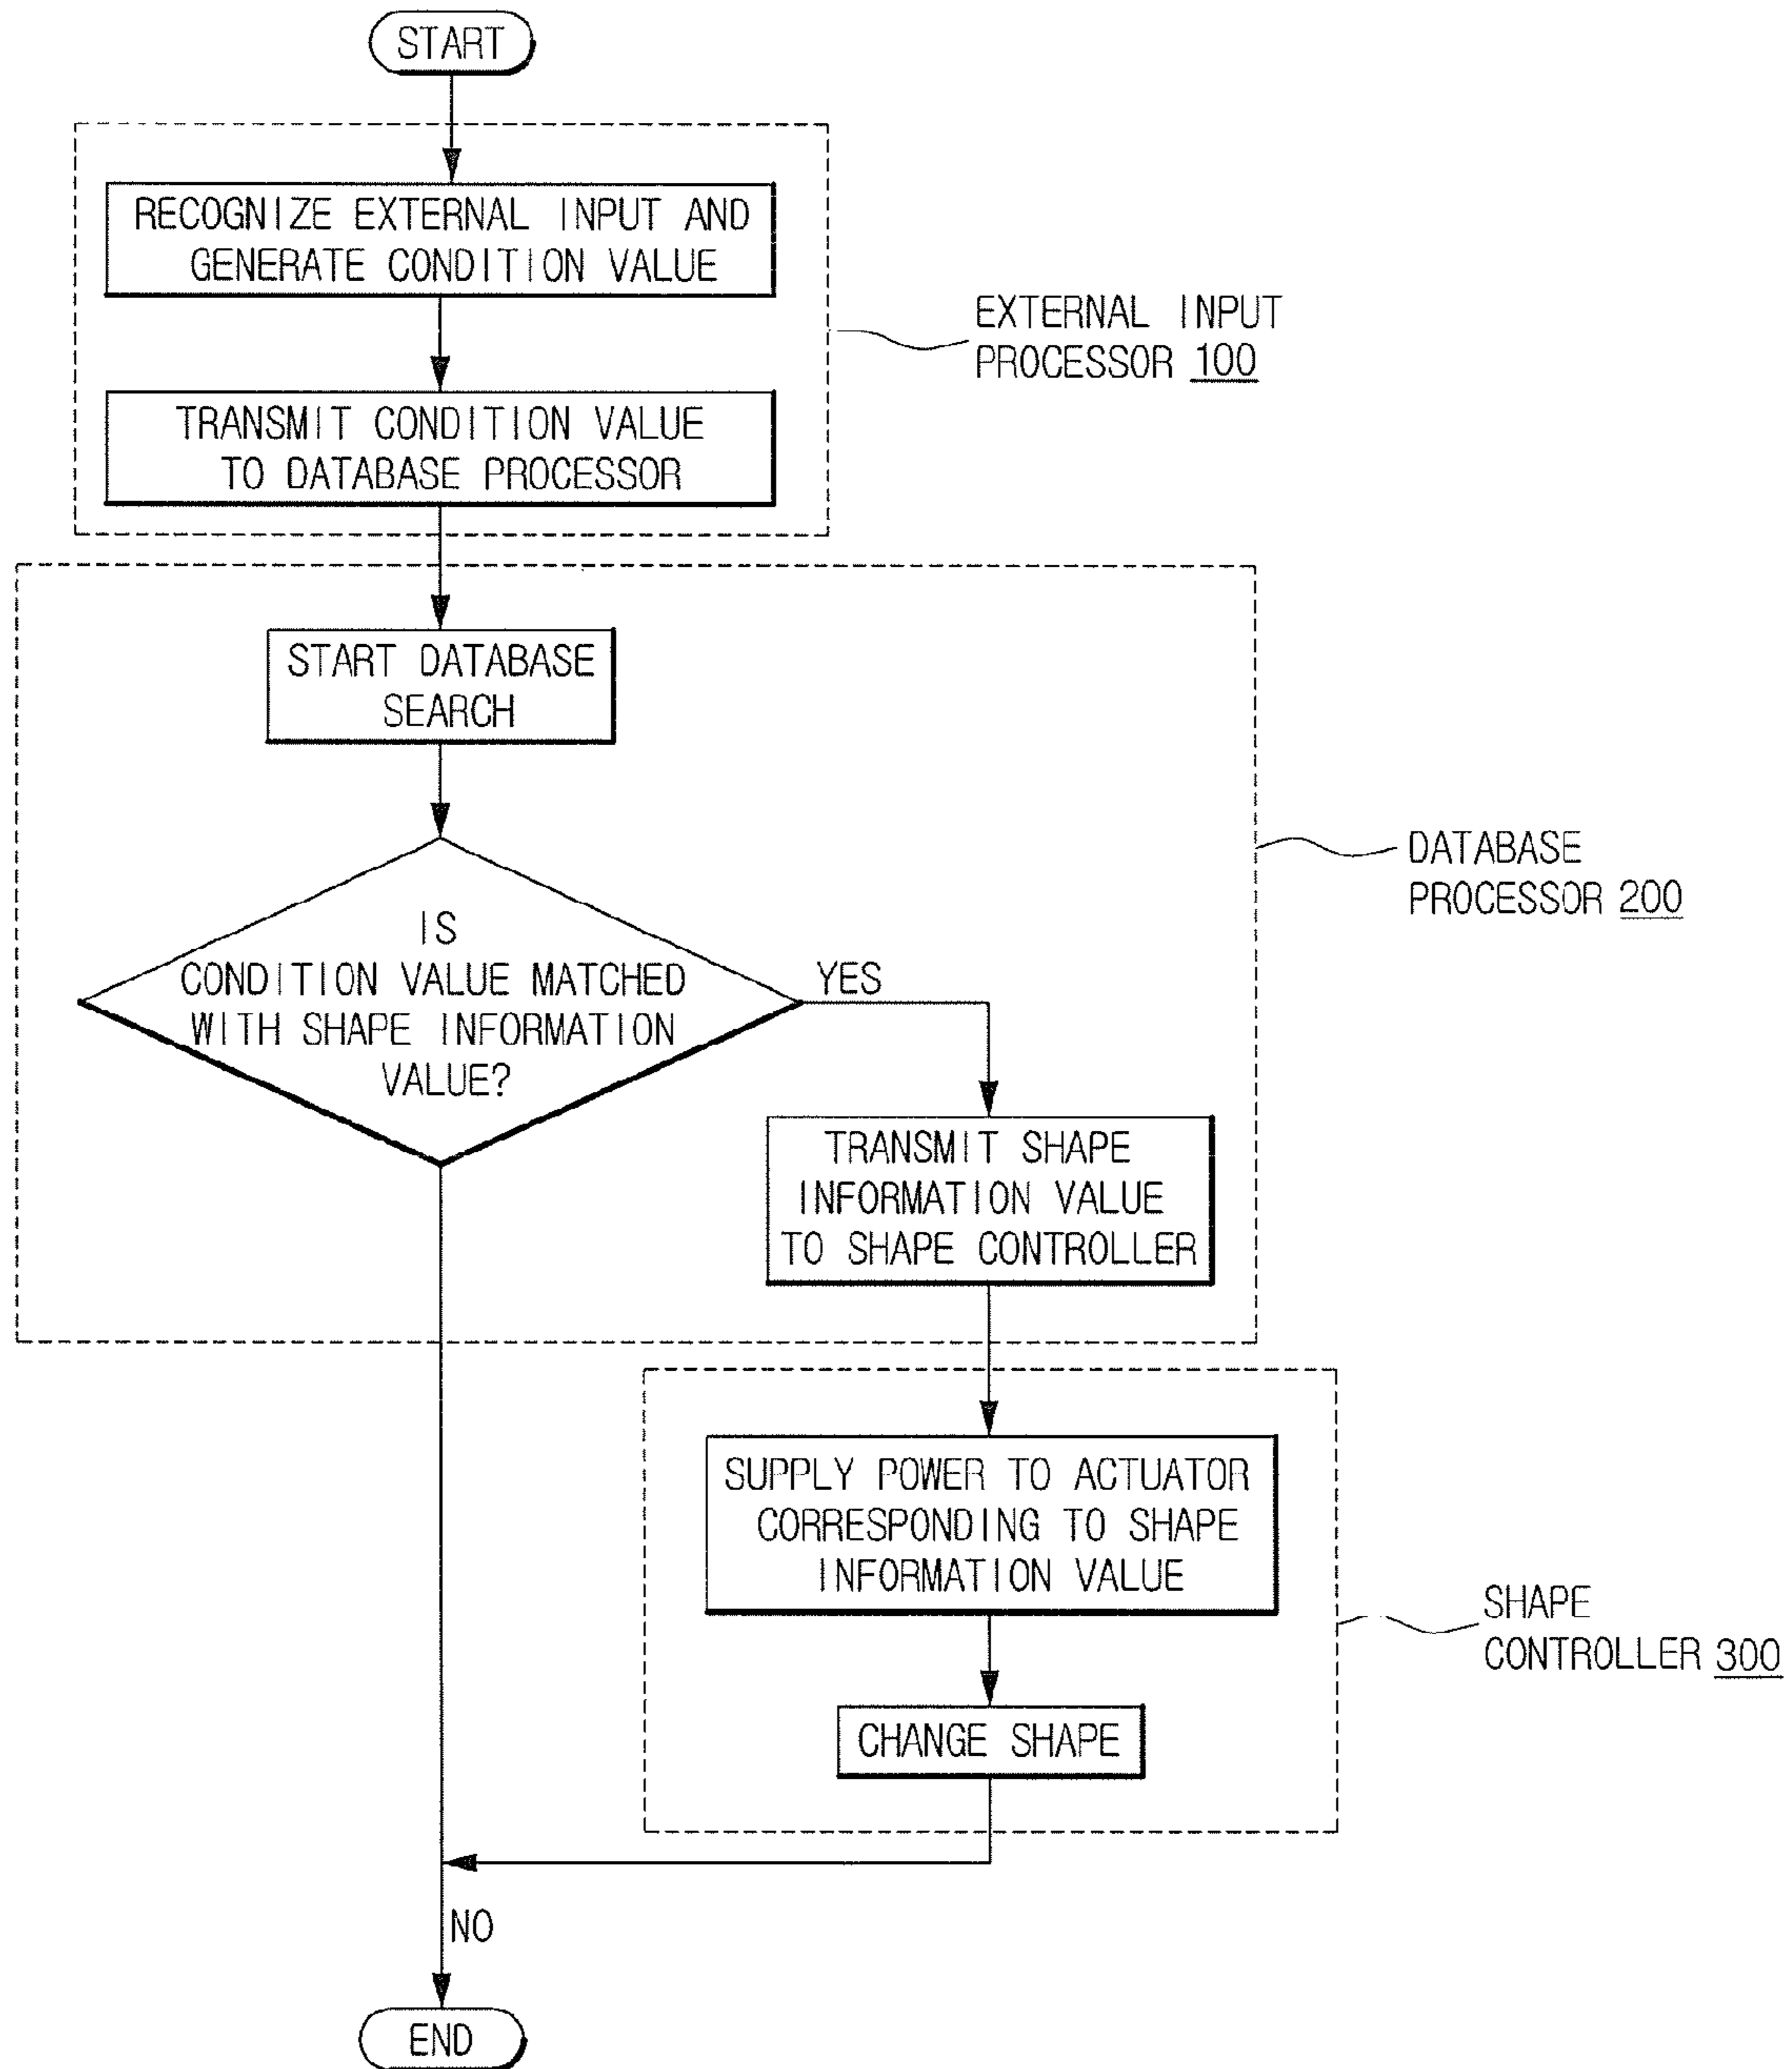 START
RECOGNIZE EXTERNAL INPUT AND
GENERATE CONDITION VALUE
EXTERNAL INPUT
PROCESSOR 100
TRANSMIT CONDITION VALUE
TO DATABASE PROCESSOR
START DATABASE
SEARCH
DATABASE
PROCESSOR 200
IS
CONDITION VALUE MATCHED
WITH SHAPE INFORMATION
VALUE?
YES
TRANSMIT SHAPE
INFORMATION VALUE
TO SHAPE CONTROLLER
SUPPLY POWER TO ACTUATOR
CORRESPONDING TO SHAPE
INFORMATION VALUE
SHAPE
CONTROLLER 300
CHANGE SHAPE
NO
END